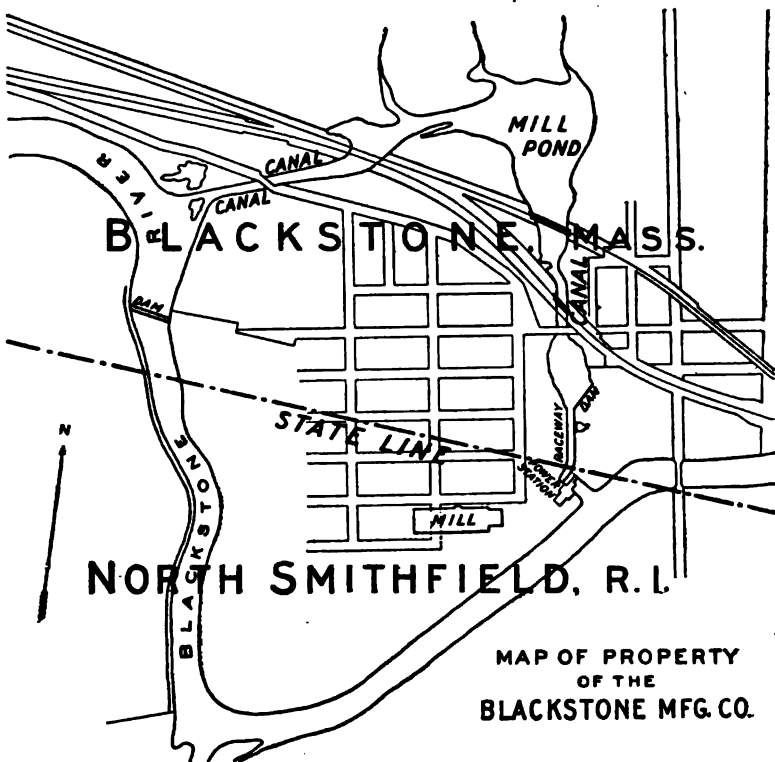 MILL
POND
CANAL
CANAL
RIVER
BLACKSTONE, MASS.
CANAL
DAM
DAM
RACEWAY
STATE LINE
N
POWER
STATION
MILL
BLACKSTONE
NORTH SMITHFIELD, R.I.
MAP OF PROPERTY
OF THE
BLACKSTONE MFG. CO.